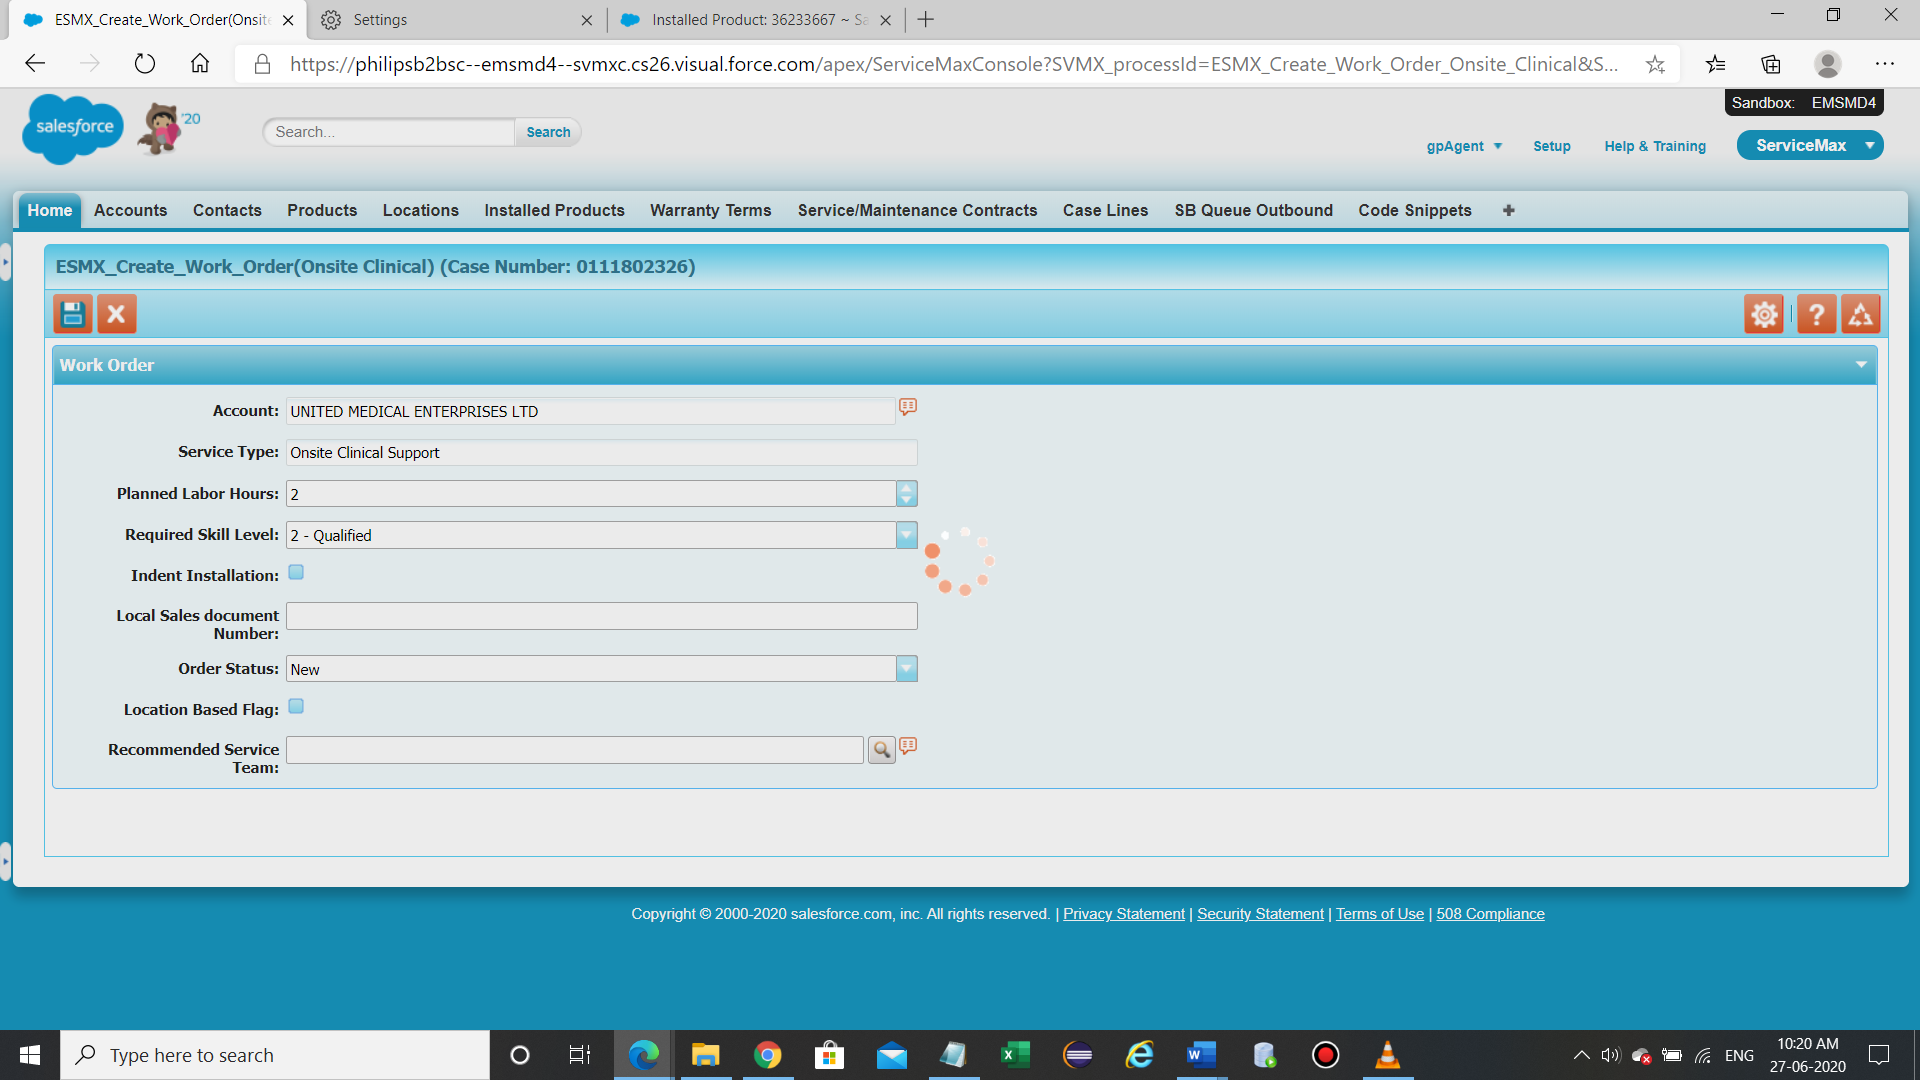 ESMX_Create_Work_Order(Onsite
Settings
Installed Product: 36233667 ~ Sa
https://philipsb2bsc--emsmd4--svmxc.cs26.visual.force.com/apex/ServiceMaxConsole?SVMX_processId=ESMX_Create_Work_Order_Onsite_Clinical&S...
Sandbox: EMSMD4
salesforce
'20
Search...
Search
gpAgent
Setup
Help & Training
ServiceMax
Home
Accounts
Contacts
Products
Locations
Installed Products
Warranty Terms
Service/Maintenance Contracts
Case Lines
SB Queue Outbound
Code Snippets
ESMX_Create_Work_Order(Onsite Clinical) (Case Number: 0111802326)
Work Order
Account: UNITED MEDICAL ENTERPRISES LTD
Service Type: Onsite Clinical Support
Planned Labor Hours: 2
Required Skill Level: 2 - Qualified
Indent Installation:
Local Sales document
Number:
Order Status: New
Location Based Flag:
Recommended Service
Team:
Copyright © 2000-2020 salesforce.com, inc. All rights reserved. | Privacy Statement | Security Statement | Terms of Use | 508 Compliance
Type here to search
ENG
10:20 AM
27-06-2020